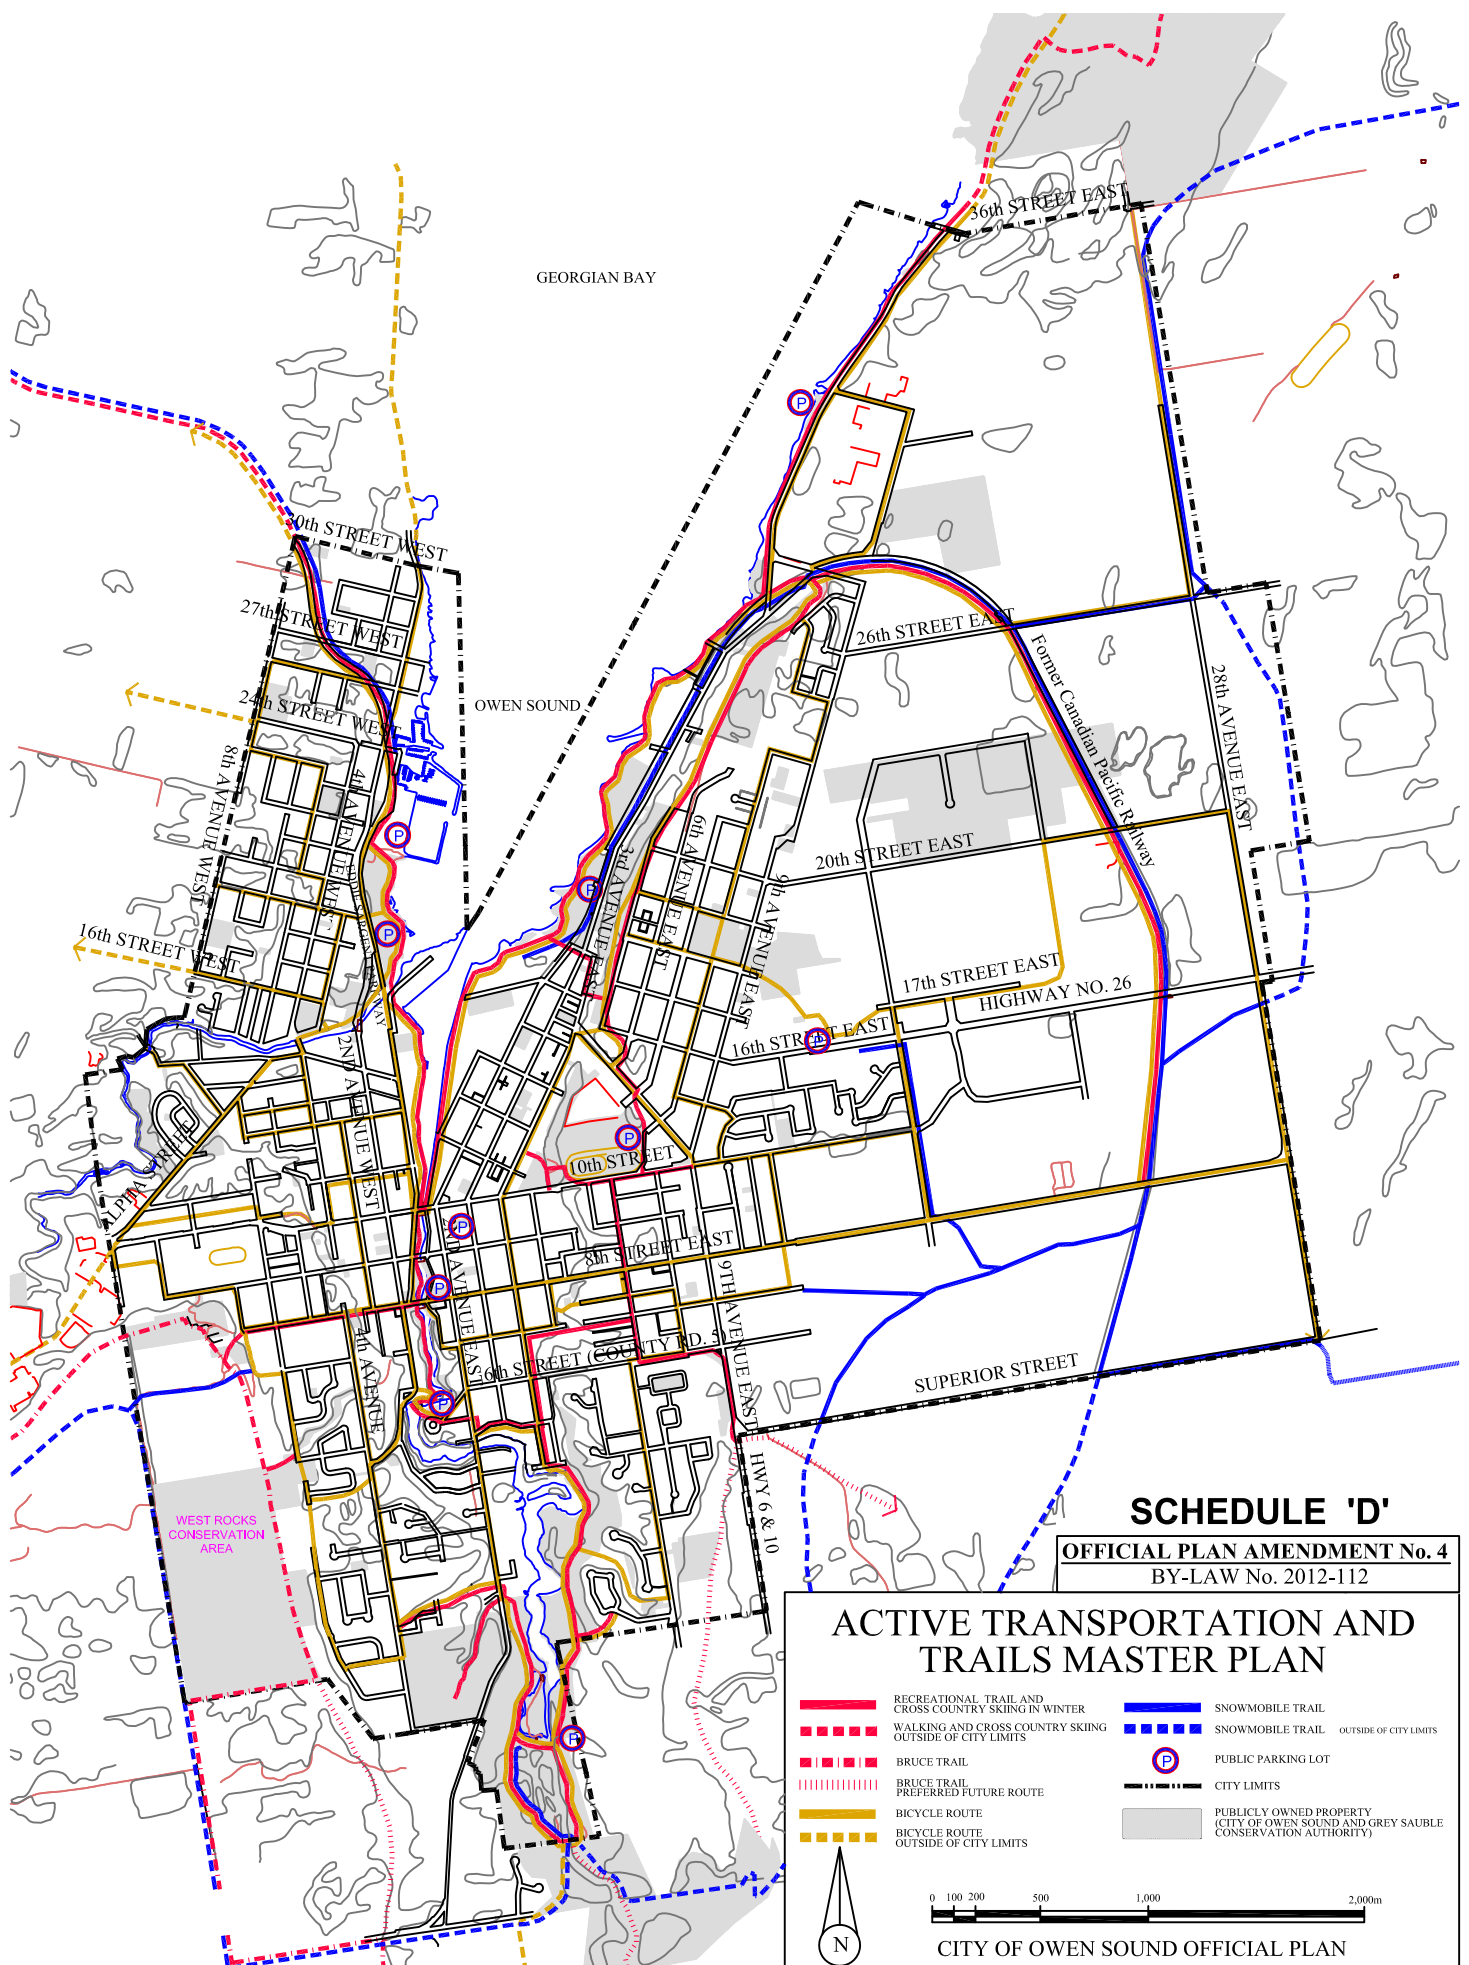 36th STREET EAST
GEORGIAN BAY
30th STREET WEST
27th STREET WEST
26th STREET EAST
Former Canadian Pacific Railway
28th AVENUE EAST
24th STREET WEST
OWEN SOUND
8th AVENUE WEST
4th AVENUE WEST
EDDIE SARGENT PARKWAY
P
P
P
P
3rd AVENUE EAST
6th AVENUE EAST
9th AVENUE EAST
20th STREET EAST
16th STREET WEST
17th STREET EAST
HIGHWAY NO. 26
16th STREET EAST
P
2ND AVENUE WEST
ALPHA STREET
P
10th STREET
P
2ND AVENUE EAST
8th STREET EAST
9TH AVENUE EAST
P
4th AVENUE
6th STREET (COUNTY RD. 5)
SUPERIOR STREET
P
HWY 6 & 10
WEST ROCKS
CONSERVATION
AREA
P
SCHEDULE 'D'
OFFICIAL PLAN AMENDMENT No. 4
BY-LAW No. 2012-112
ACTIVE TRANSPORTATION AND
TRAILS MASTER PLAN
RECREATIONAL TRAIL AND
CROSS COUNTRY SKIING IN WINTER
WALKING AND CROSS COUNTRY SKIING
OUTSIDE OF CITY LIMITS
BRUCE TRAIL
BRUCE TRAIL
PREFERRED FUTURE ROUTE
BICYCLE ROUTE
BICYCLE ROUTE
OUTSIDE OF CITY LIMITS
SNOWMOBILE TRAIL
SNOWMOBILE TRAIL OUTSIDE OF CITY LIMITS
P PUBLIC PARKING LOT
CITY LIMITS
PUBLICLY OWNED PROPERTY
(CITY OF OWEN SOUND AND GREY SAUBLE
CONSERVATION AUTHORITY)
0 100 200 500 1,000 2,000m
N
CITY OF OWEN SOUND OFFICIAL PLAN